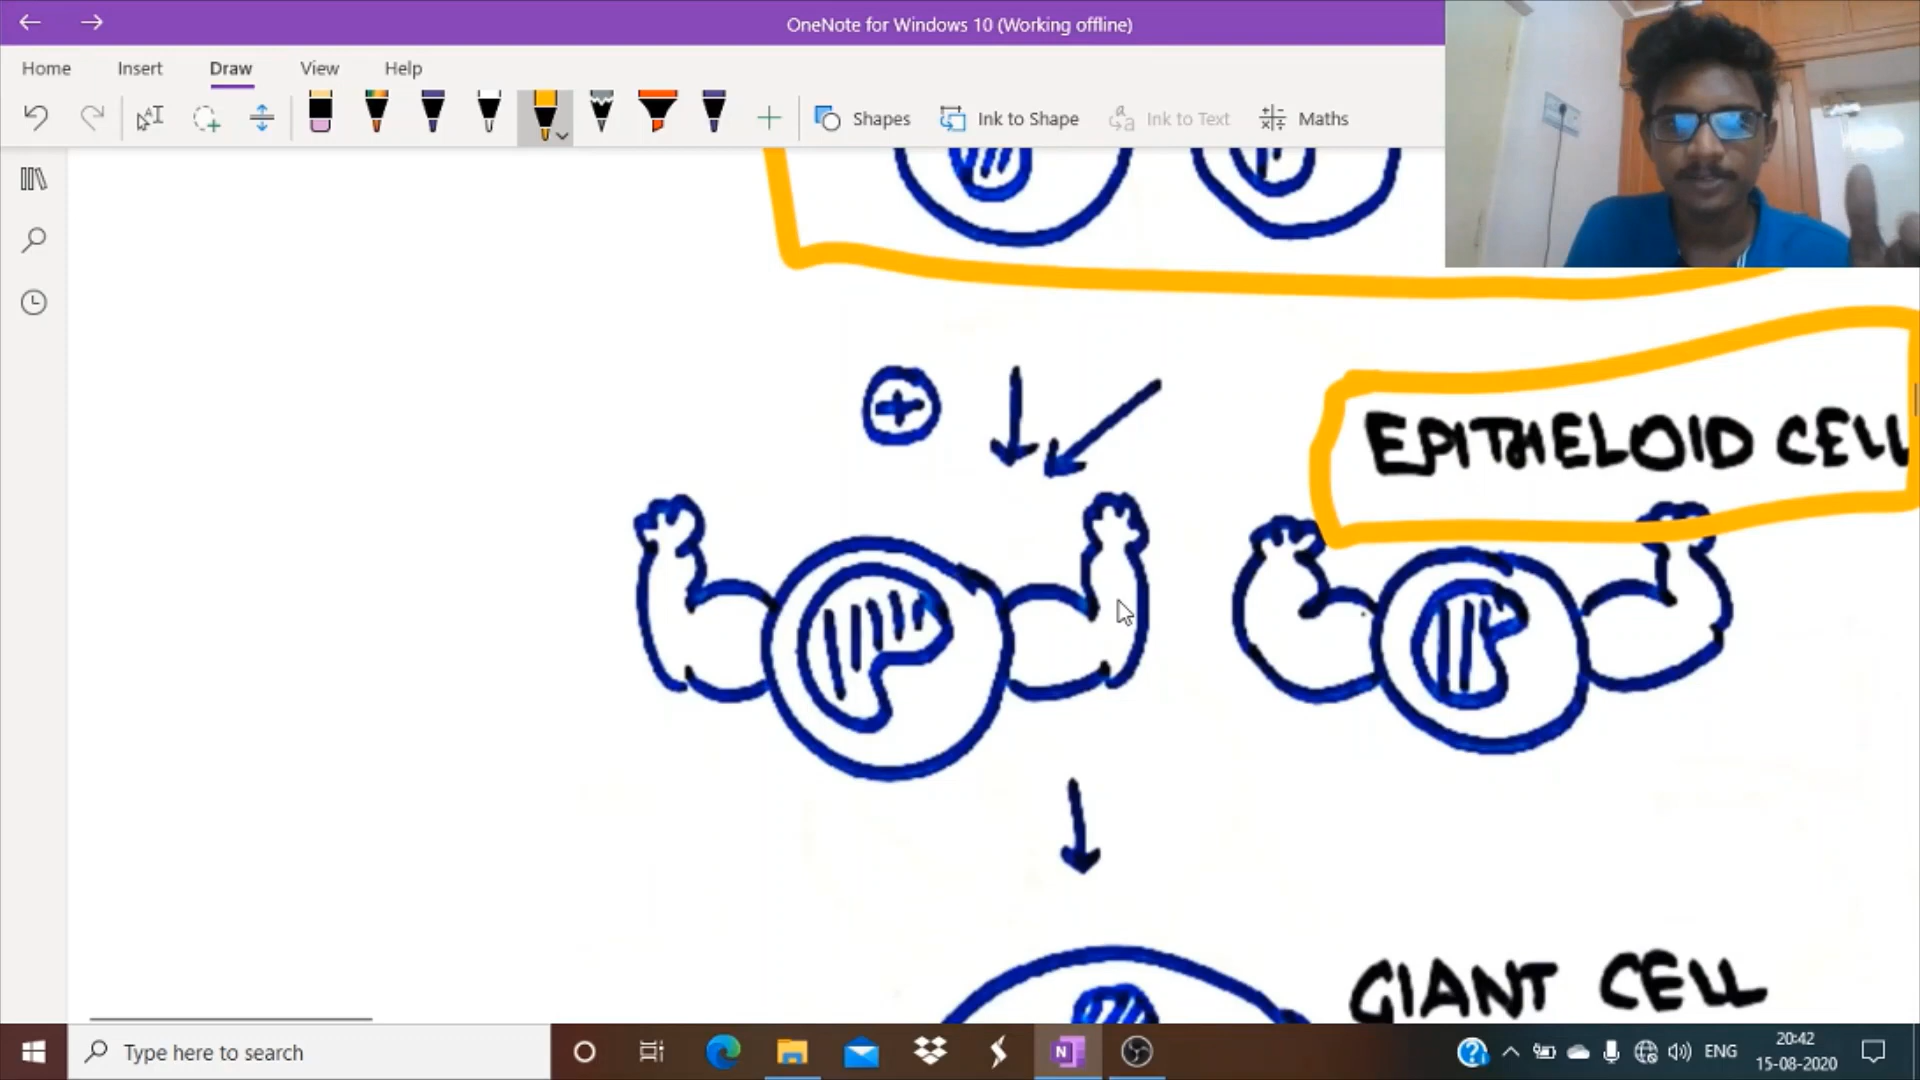 OneNote for Windows 10 (Working offline)
Home Insert Draw View Help
Shapes Ink to Shape Ink to Text Maths
EPITHELOID CELL
GIANT CELL
Type here to search
ENG
20:42
15-08-2020